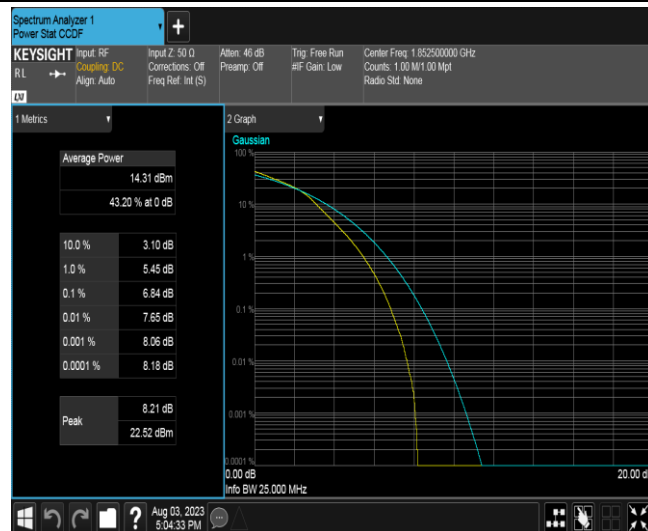 Spectrum Analyzer 1
Power Stat CCDF
+
KEYSIGHT
RL
LXI
Input: RF
Coupling: DC
Align: Auto
Input Z: 50 Ω
Corrections: Off
Freq Ref: Int (S)
Atten: 46 dB
Preamp: Off
Trig: Free Run
#IF Gain: Low
Center Freq: 1.852500000 GHz
Counts: 1.00 M/1.00 Mpt
Radio Std: None
1 Metrics
Average Power
14.31 dBm
43.20 % at 0 dB
10.0 % 3.10 dB
1.0 % 5.45 dB
0.1 % 6.84 dB
0.01 % 7.65 dB
0.001 % 8.06 dB
0.0001 % 8.18 dB
Peak
8.21 dB
22.52 dBm
2 Graph
Gaussian
100 %
10 %
1 %
0.1 %
0.01 %
0.001 %
0.0001 %
0.00 dB 20.00 d
Info BW 25.000 MHz
?
Aug 03, 2023
5:04:33 PM